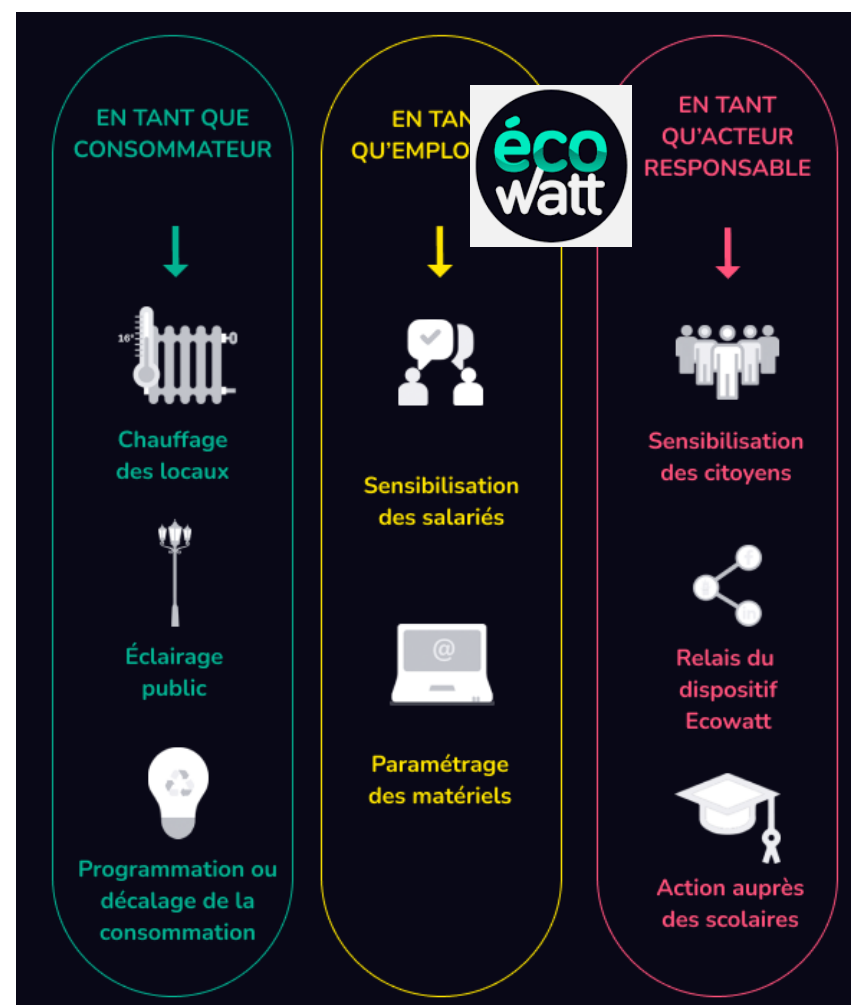 EN TANT QUE
CONSOMMATEUR
16°
Chauffage
des locaux
Éclairage
public
Programmation ou
décalage de la
consommation
EN
QU'EMPLO
@
Sensibilisation
des salariés
Paramétrage
des matériels
éco
watt
EN TANT
QU'ACTEUR
RESPONSABLE
Sensibilisation
des citoyens
f
in
Relais du
dispositif
Ecowatt
Action auprès
des scolaires